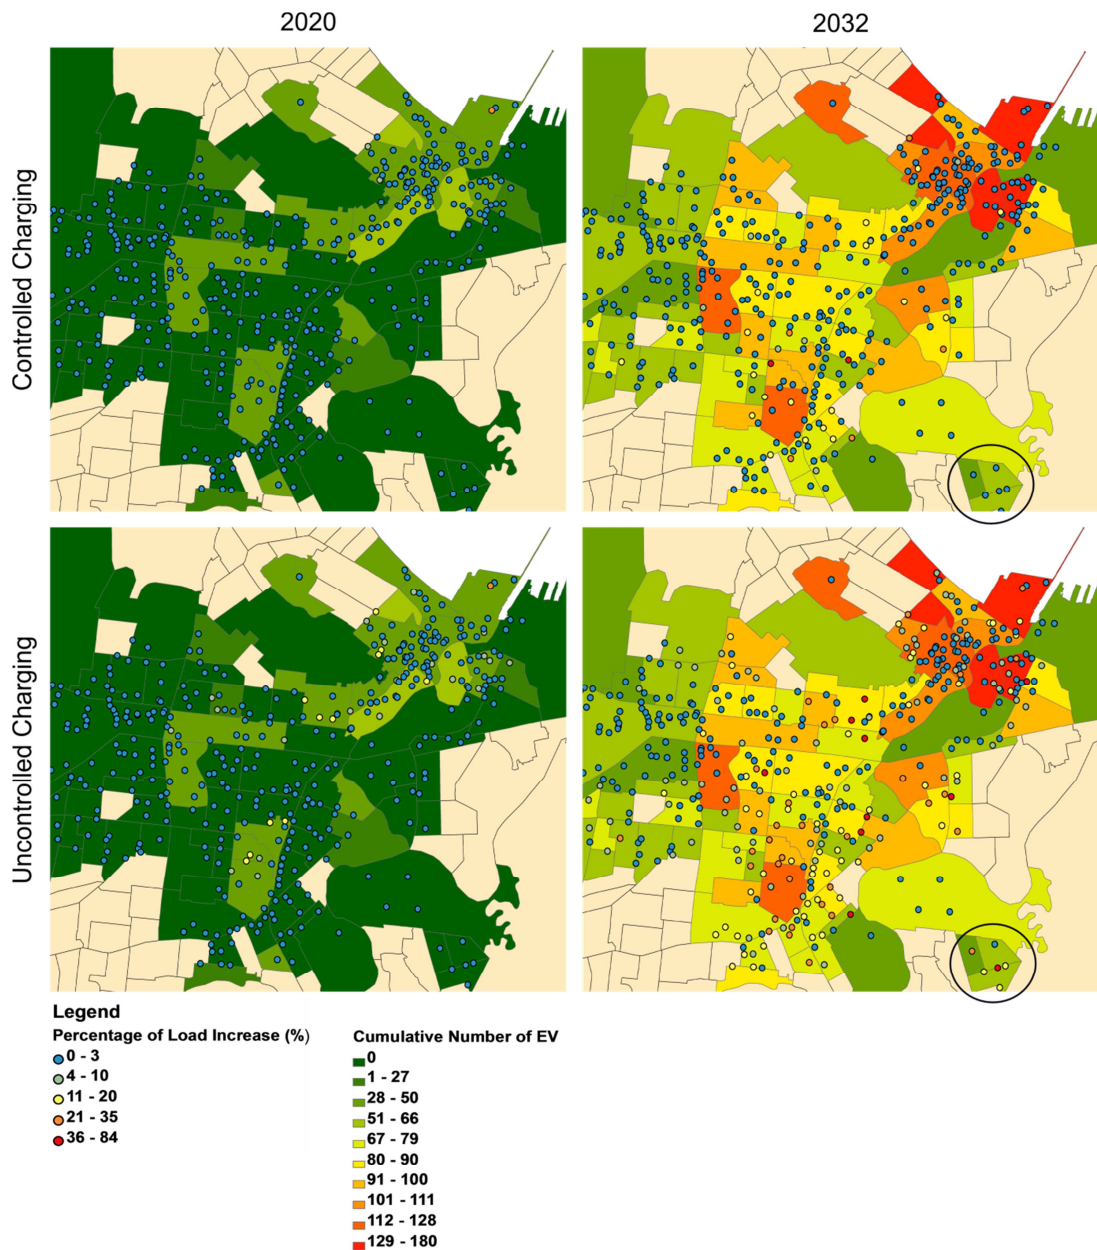 2020
2032
Controlled Charging
Uncontrolled Charging
Legend
Percentage of Load Increase (%)
0 - 3
4 - 10
11 - 20
21 - 35
36 - 84
Cumulative Number of EV
0
1 - 27
28 - 50
51 - 66
67 - 79
80 - 90
91 - 100
101 - 111
112 - 128
129 - 180